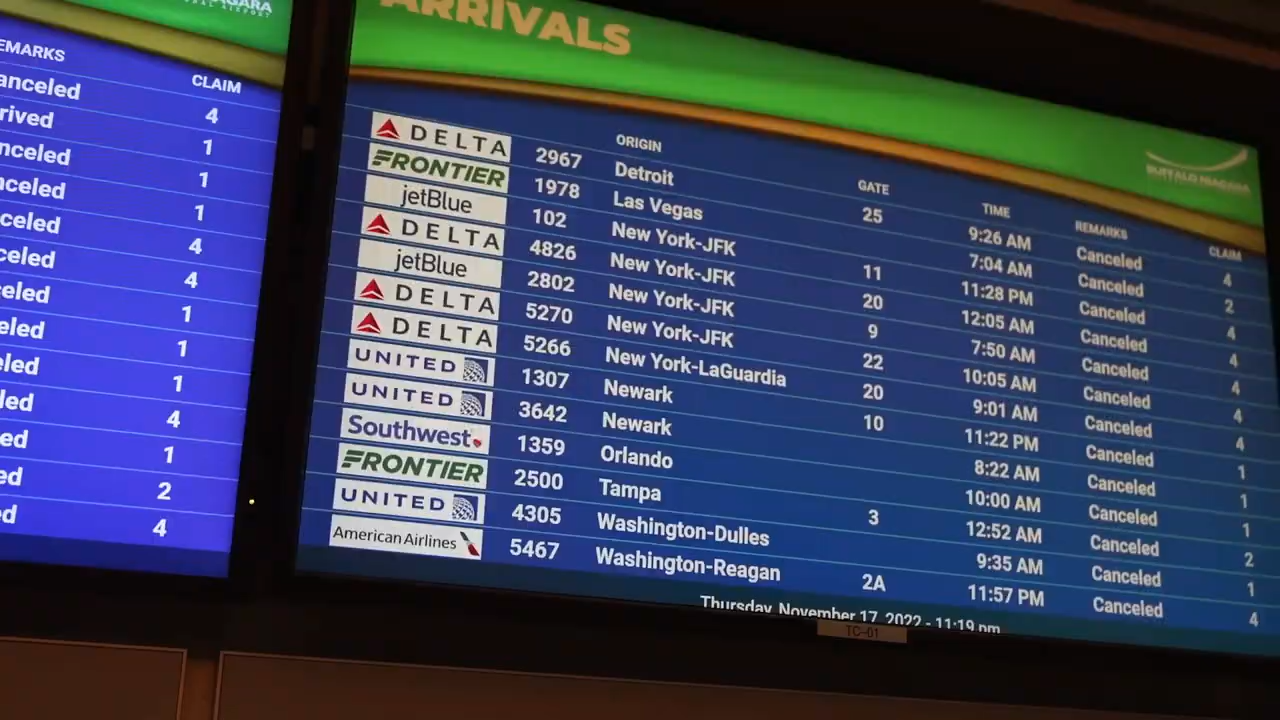 NIAGARA
REMARKS CLAIM
anceled 4
rived 1
nceled 1
nceled 1
celed 4
celed 4
eled 1
eled 1
eled 1
led 4
ed 1
ed 2
d 4
ARRIVALS
BUFFALO NIAGARA
ORIGIN GATE TIME REMARKS CLAIM
DELTA 2967 Detroit 25 9:26 AM Canceled 4
FRONTIER 1978 Las Vegas 7:04 AM Canceled 2
jetBlue 102 New York-JFK 11 11:28 PM Canceled 4
DELTA 4826 New York-JFK 20 12:05 AM Canceled 4
jetBlue 2802 New York-JFK 9 7:50 AM Canceled 4
DELTA 5270 New York-JFK 22 10:05 AM Canceled 4
DELTA 5266 New York-LaGuardia 20 9:01 AM Canceled 4
UNITED 1307 Newark 10 11:22 PM Canceled 1
UNITED 3642 Newark 8:22 AM Canceled 1
Southwest 1359 Orlando 10:00 AM Canceled 1
FRONTIER 2500 Tampa 3 12:52 AM Canceled 2
UNITED 4305 Washington-Dulles 9:35 AM Canceled 1
American Airlines 5467 Washington-Reagan 2A 11:57 PM Canceled 4
Thursday, November 17, 2022 - 11:19 pm
TC-01